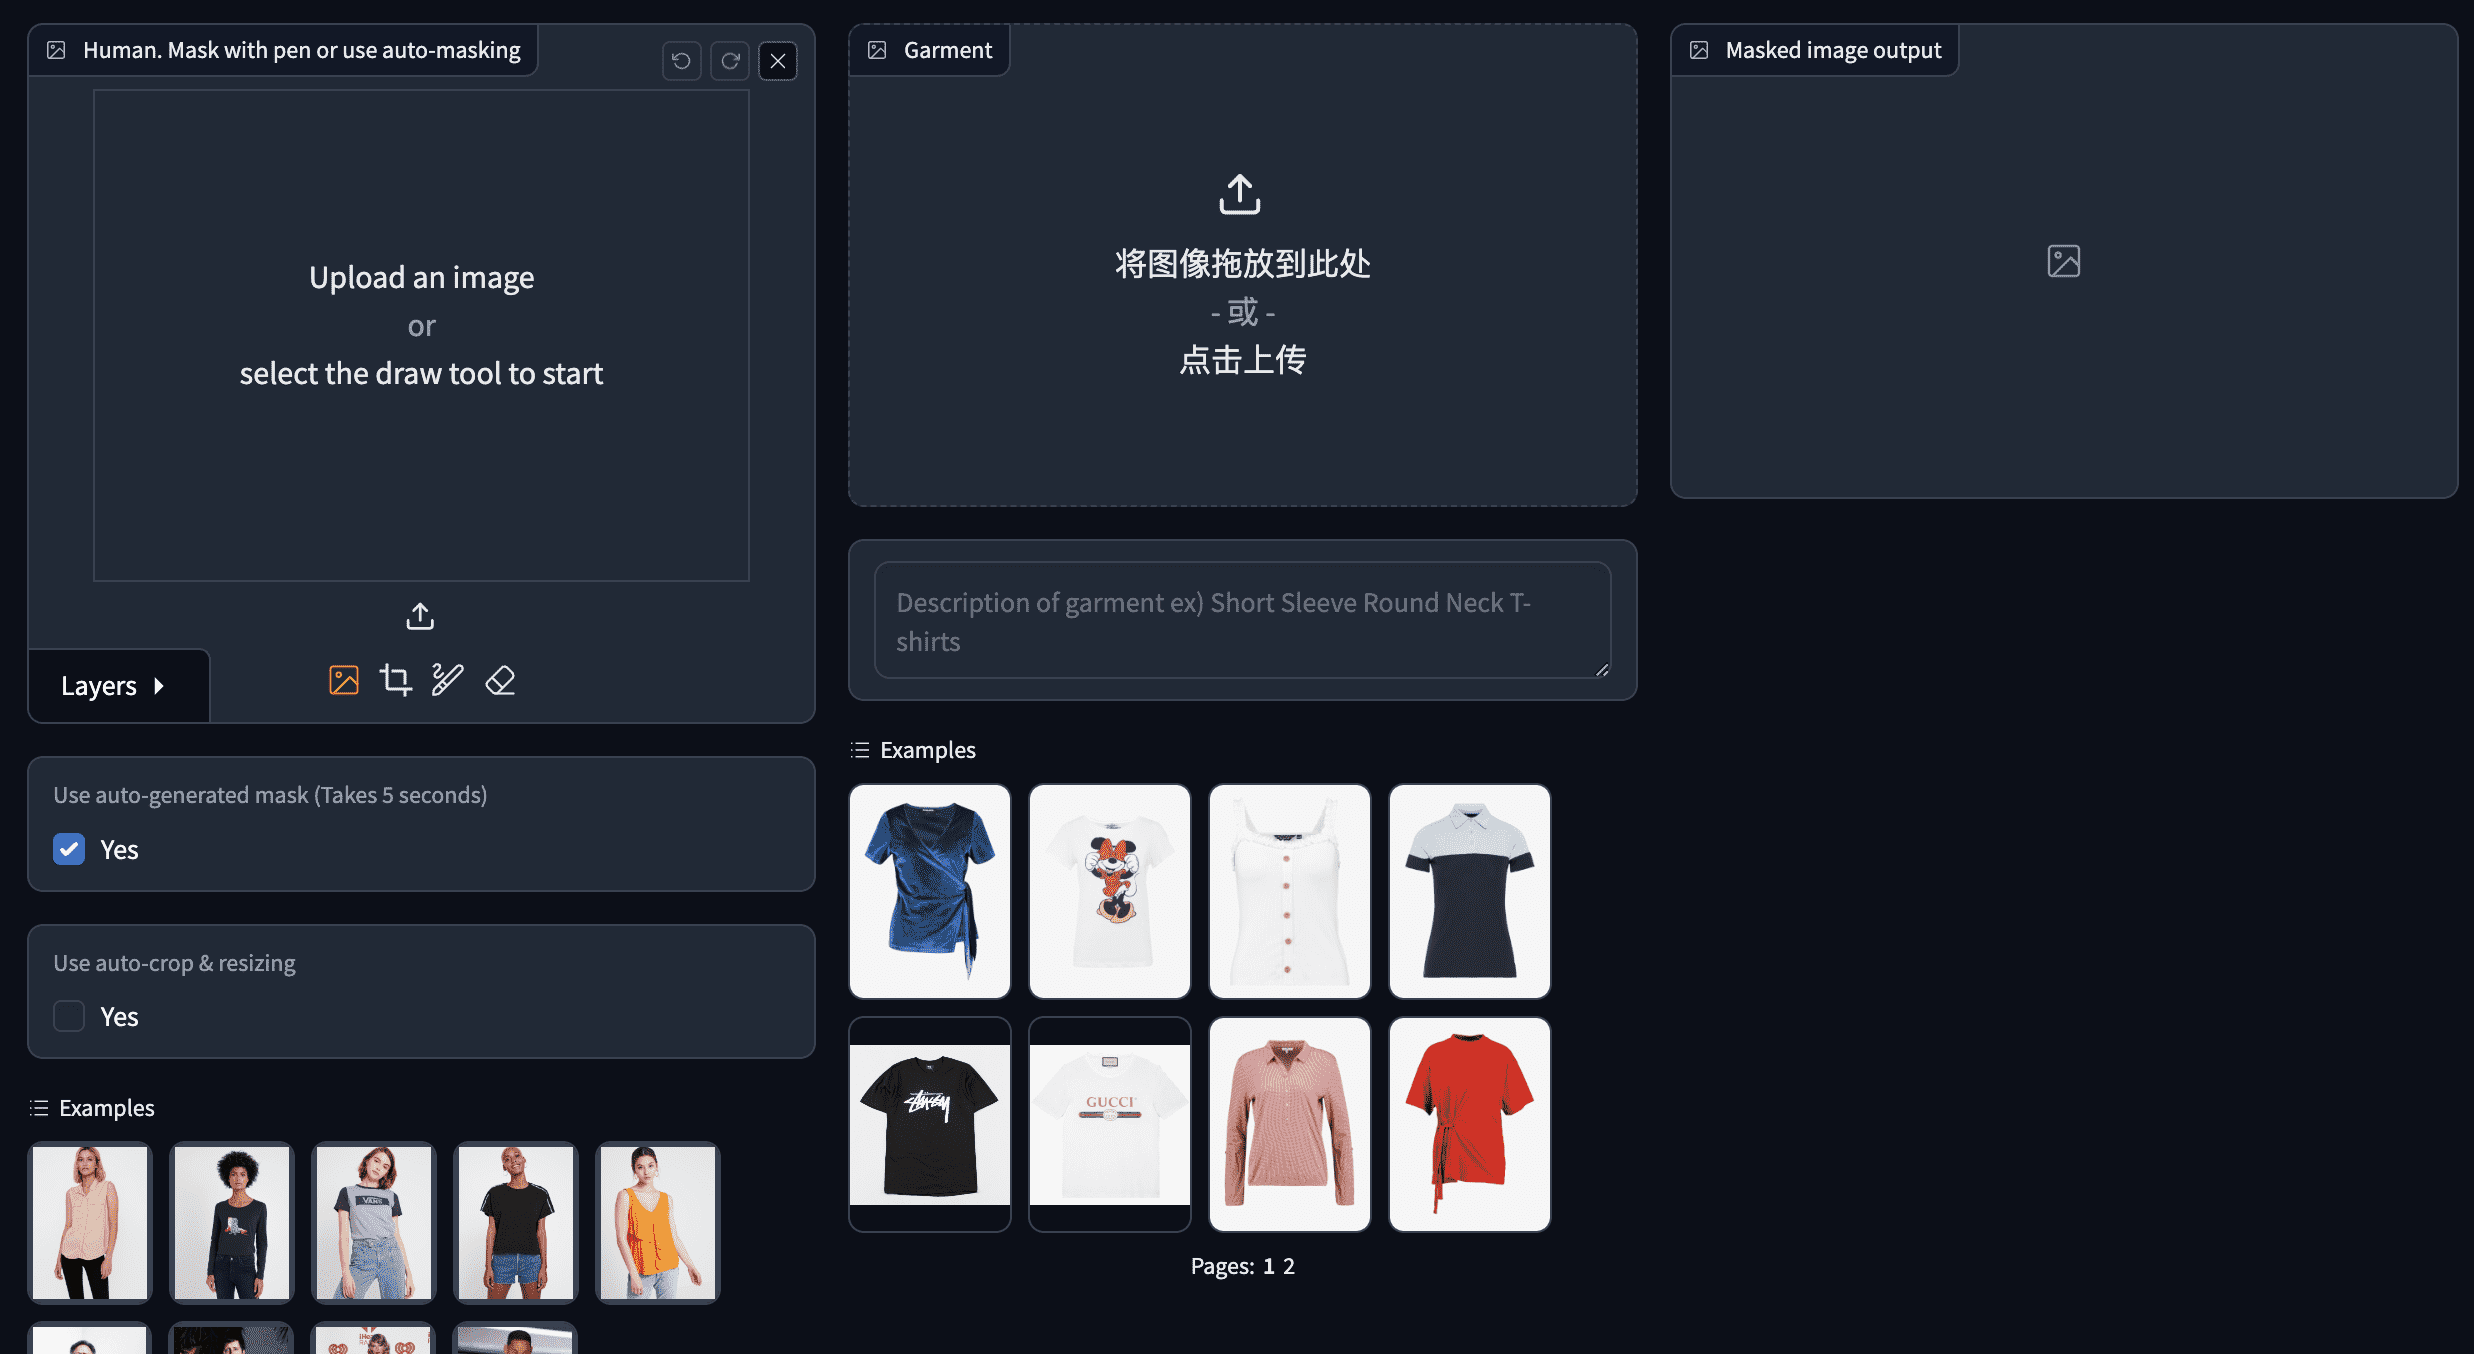 Human. Mask with pen or use auto-masking
Upload an image
or
select the draw tool to start
Layers
Use auto-generated mask (Takes 5 seconds)
Yes
Use auto-crop & resizing
Yes
Examples
VANS
Garment
将图像拖放到此处
- 或 -
点击上传
Description of garment ex) Short Sleeve Round Neck T-
shirts
Examples
Stüssy
GUCCI
Pages: 1 2
Masked image output